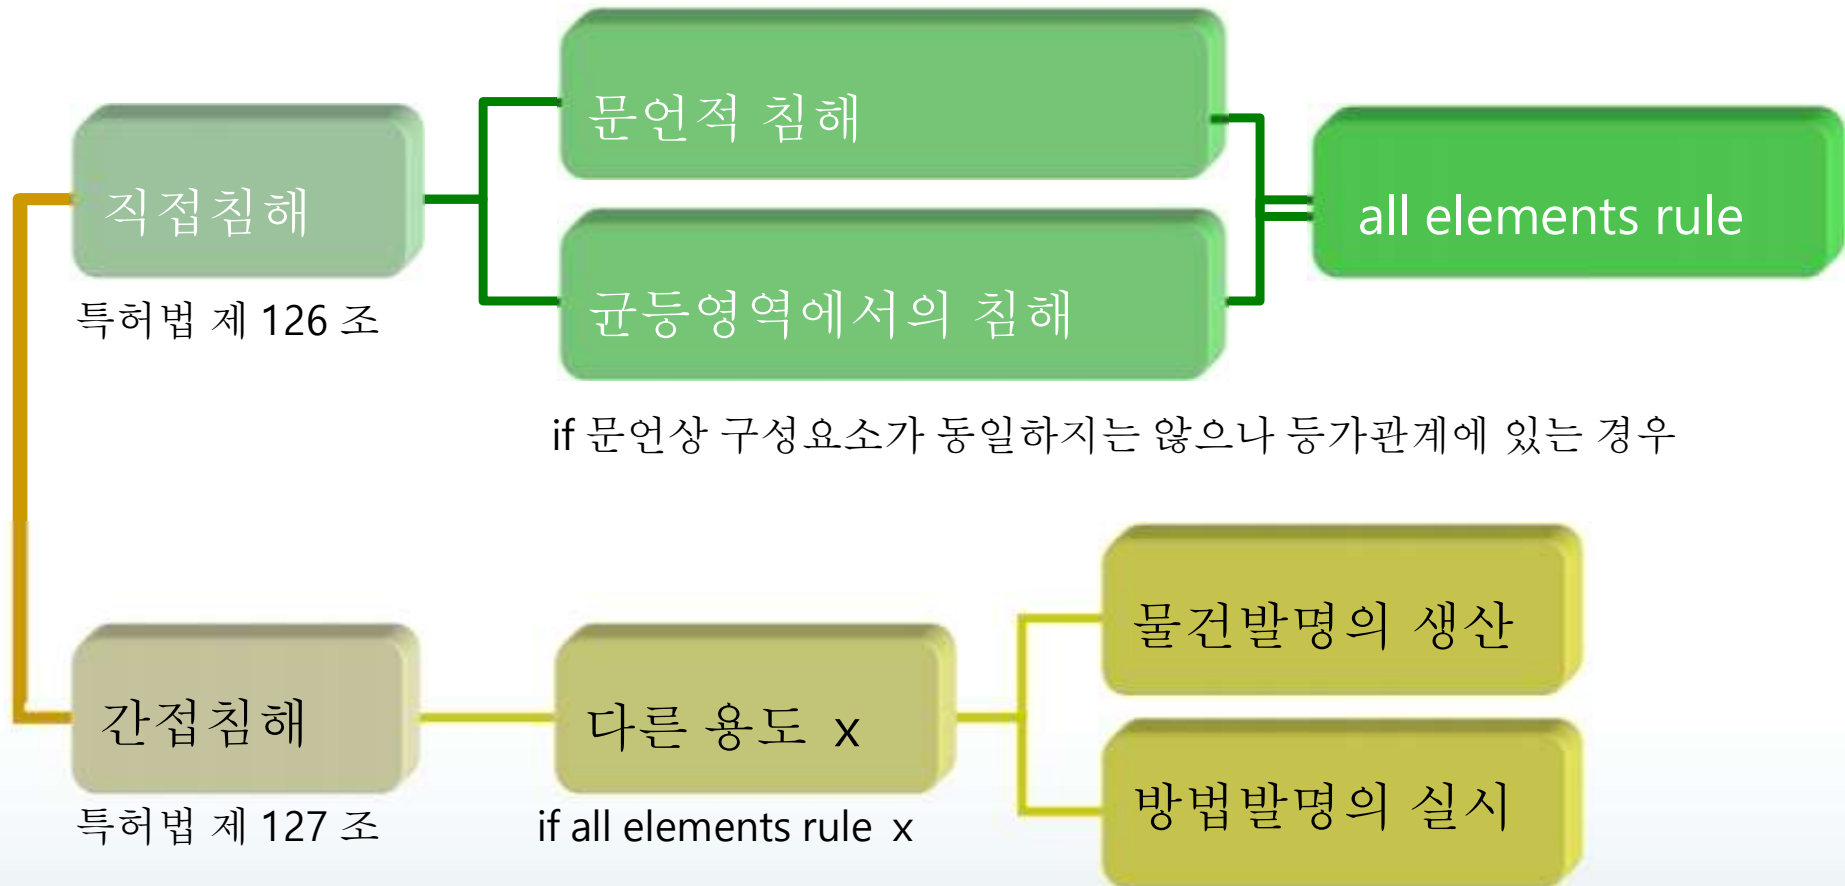 문언적 침해
직접침해
all elements rule
특허법 제 126 조
균등영역에서의 침해
if 문언상 구성요소가 동일하지는 않으나 등가관계에 있는 경우
물건발명의 생산
간접침해
다른 용도 x
특허법 제 127 조
if all elements rule x
방법발명의 실시